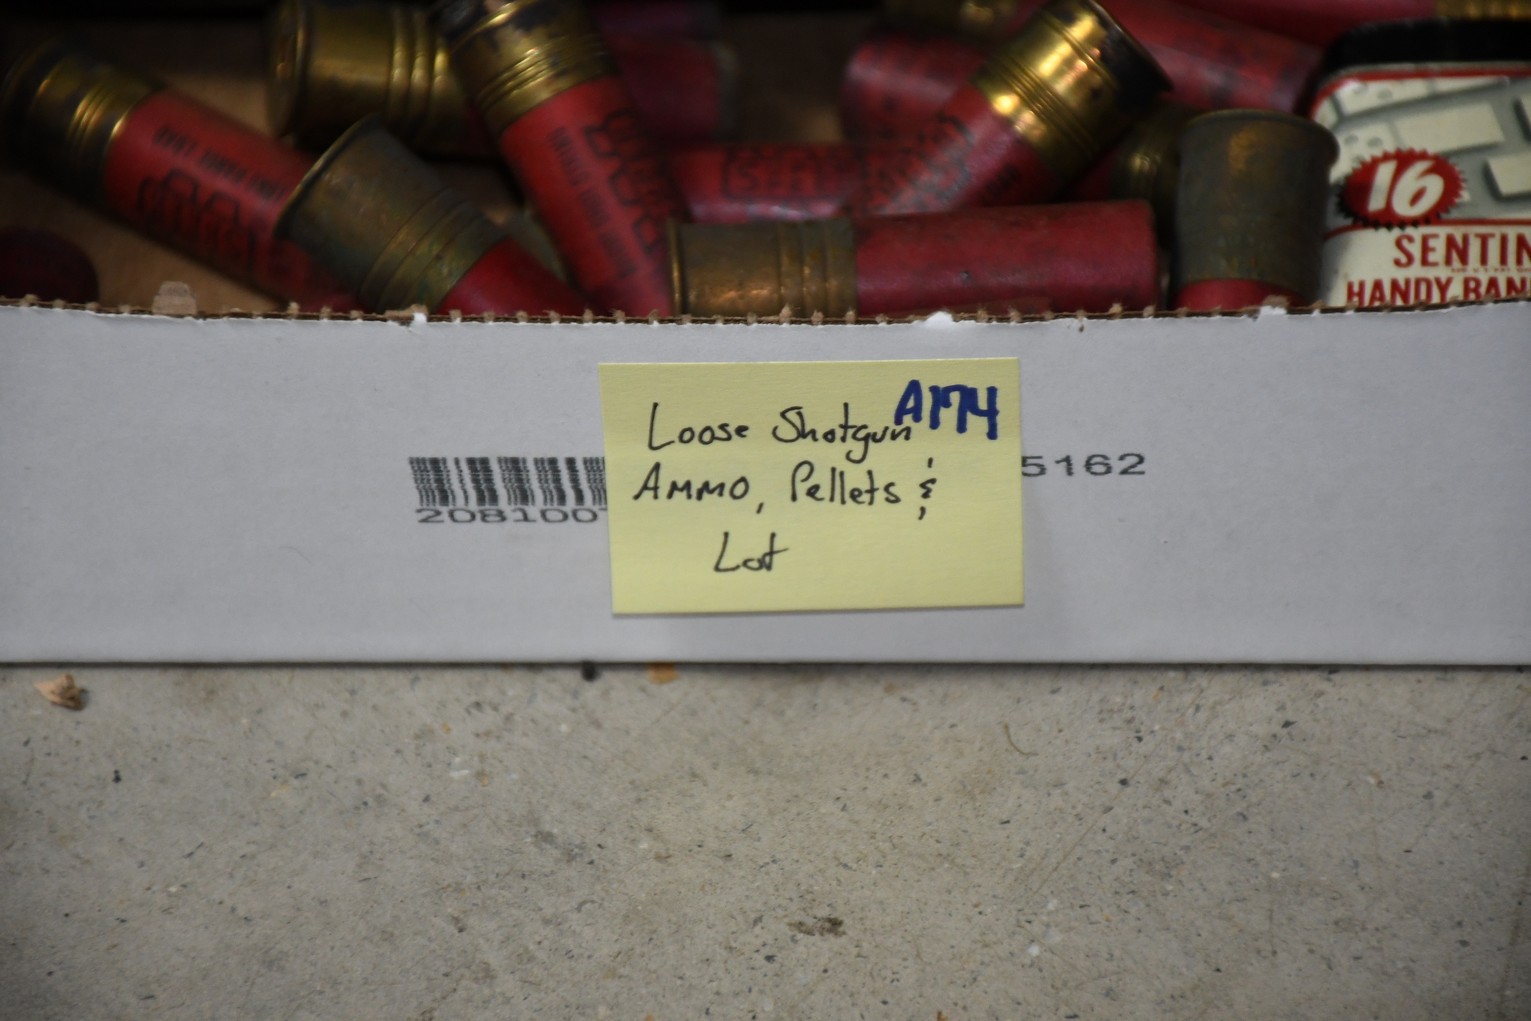 16
SENTIN
HANDY BAN
A174
Loose Shotgun
AMMO, Pellets &
Lot
208100
5162